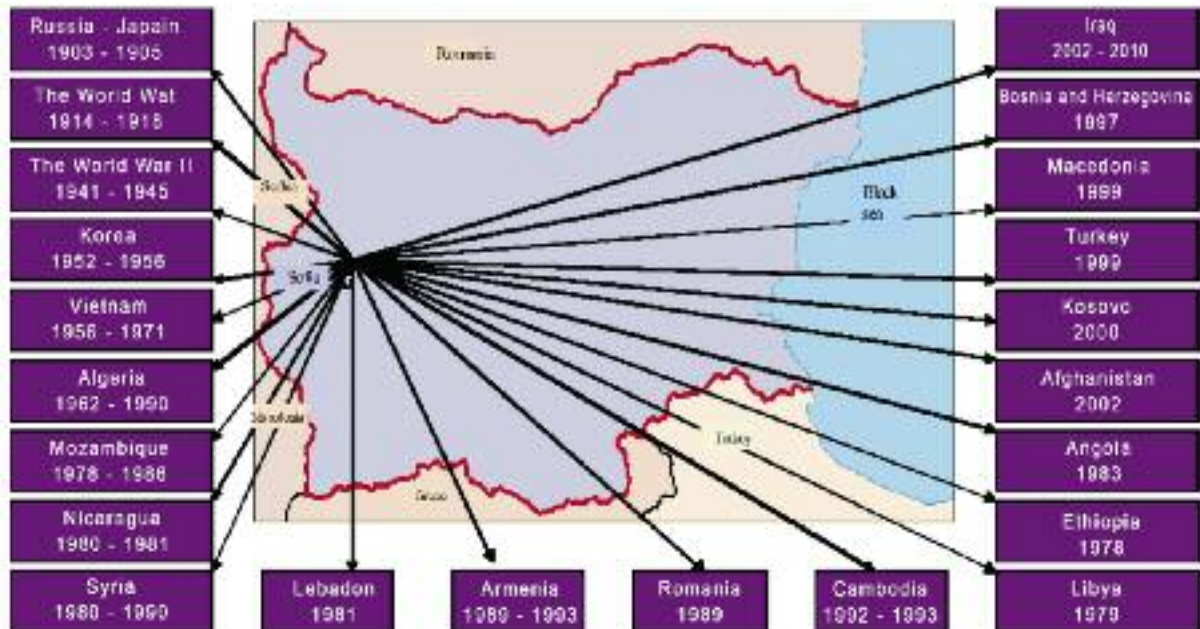 Russia - Japain
1903 - 1905
The World Wat
1914 - 1918
The World War II
1941 - 1945
Korea
1952 - 1956
Vietnam
1956 - 1971
Algeria
1962 - 1990
Mozambique
1978 - 1986
Nicaragua
1980 - 1981
Syria
1980 - 1990
Lebadon
1981
Armenia
1989 - 1993
Romania
1989
Cambodia
1992 - 1993
Iraq
2002 - 2010
Bosnia and Herzegovina
1997
Macedonia
1999
Turkey
1999
Kosovo
2000
Afghanistan
2002
Angola
1983
Ethiopia
1978
Libya
1979
Black
sea
Sofia
Turkey